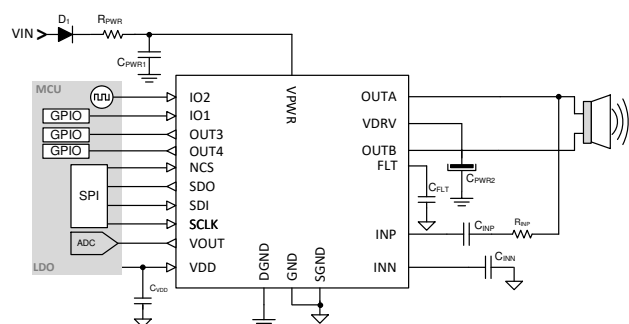 VIN
D1
RPWR
CPWR1
MCU
GPIO
GPIO
GPIO
SPI
ADC
LDO
CVDD
IO2
IO1
OUT3
OUT4
NCS
SDO
SDI
SCLK
VOUT
VDD
VPWR
DGND
GND
SGND
OUTA
VDRV
OUTB
FLT
INP
INN
CPWR2
CFLT
CINP
RINP
CINN